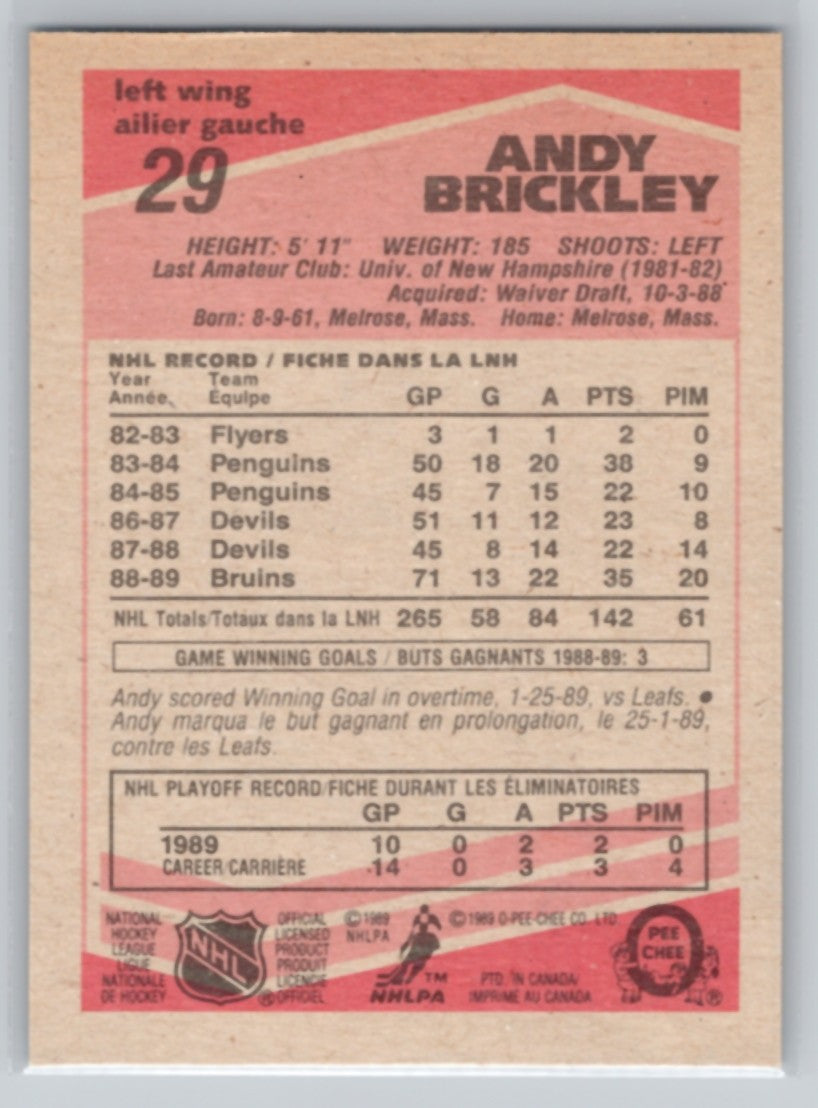 left wing
ailier gauche
29
ANDY
BRICKLEY
HEIGHT: 5' 11" WEIGHT: 185 SHOOTS: LEFT
Last Amateur Club: Univ. of New Hampshire (1981-82)
Acquired: Waiver Draft, 10-3-88
Born: 8-9-61, Melrose, Mass. Home: Melrose, Mass.
NHL RECORD / FICHE DANS LA LNH
Year Team
Année Équipe GP G A PTS PIM
82-83 Flyers 3 1 1 2 0
83-84 Penguins 50 18 20 38 9
84-85 Penguins 45 7 15 22 10
86-87 Devils 51 11 12 23 8
87-88 Devils 45 8 14 22 14
88-89 Bruins 71 13 22 35 20
NHL Totals/Totaux dans la LNH 265 58 84 142 61
GAME WINNING GOALS / BUTS GAGNANTS 1988-89: 3
Andy scored Winning Goal in overtime, 1-25-89, vs Leafs. ●
Andy marqua le but gagnant en prolongation, le 25-1-89,
contre les Leafs.
NHL PLAYOFF RECORD/FICHE DURANT LES ÉLIMINATOIRES
GP G A PTS PIM
1989 10 0 2 2 0
CAREER/CARRIÈRE 14 0 3 3 4
NATIONAL
HOCKEY
LEAGUE
LIGUE
NATIONALE
DE HOCKEY
NHL
®
OFFICIAL
LICENSED
PRODUCT
PRODUIT
LICENCIÉ
OFFICIEL
© 1989
NHLPA
TM
NHLPA
© 1989 O-PEE-CHEE CO. LTD
PTD. IN CANADA/
IMPRIMÉ AU CANADA
PEE
CHEE
®